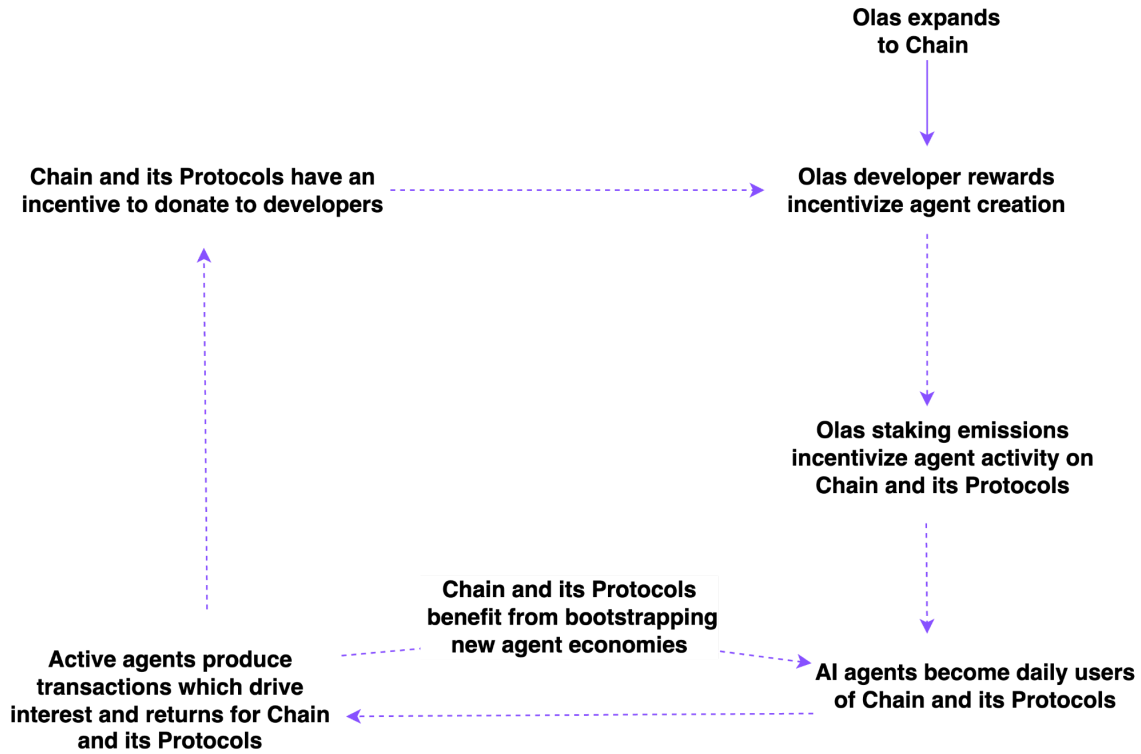 Olas expands
to Chain
Chain and its Protocols have an
incentive to donate to developers
Olas developer rewards
incentivize agent creation
Olas staking emissions
incentivize agent activity on
Chain and its Protocols
Chain and its Protocols
benefit from bootstrapping
new agent economies
Active agents produce
transactions which drive
interest and returns for Chain
and its Protocols
AI agents become daily users
of Chain and its Protocols